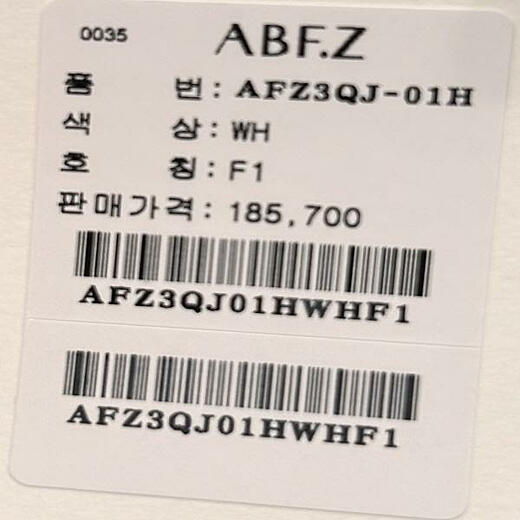 0035 ABF.Z
품 번 : AFZ3QJ-01H
색 상 : WH
호 칭 : F1
판매가격 : 185,700
AFZ3QJ01HWHF1
AFZ3QJ01HWHF1